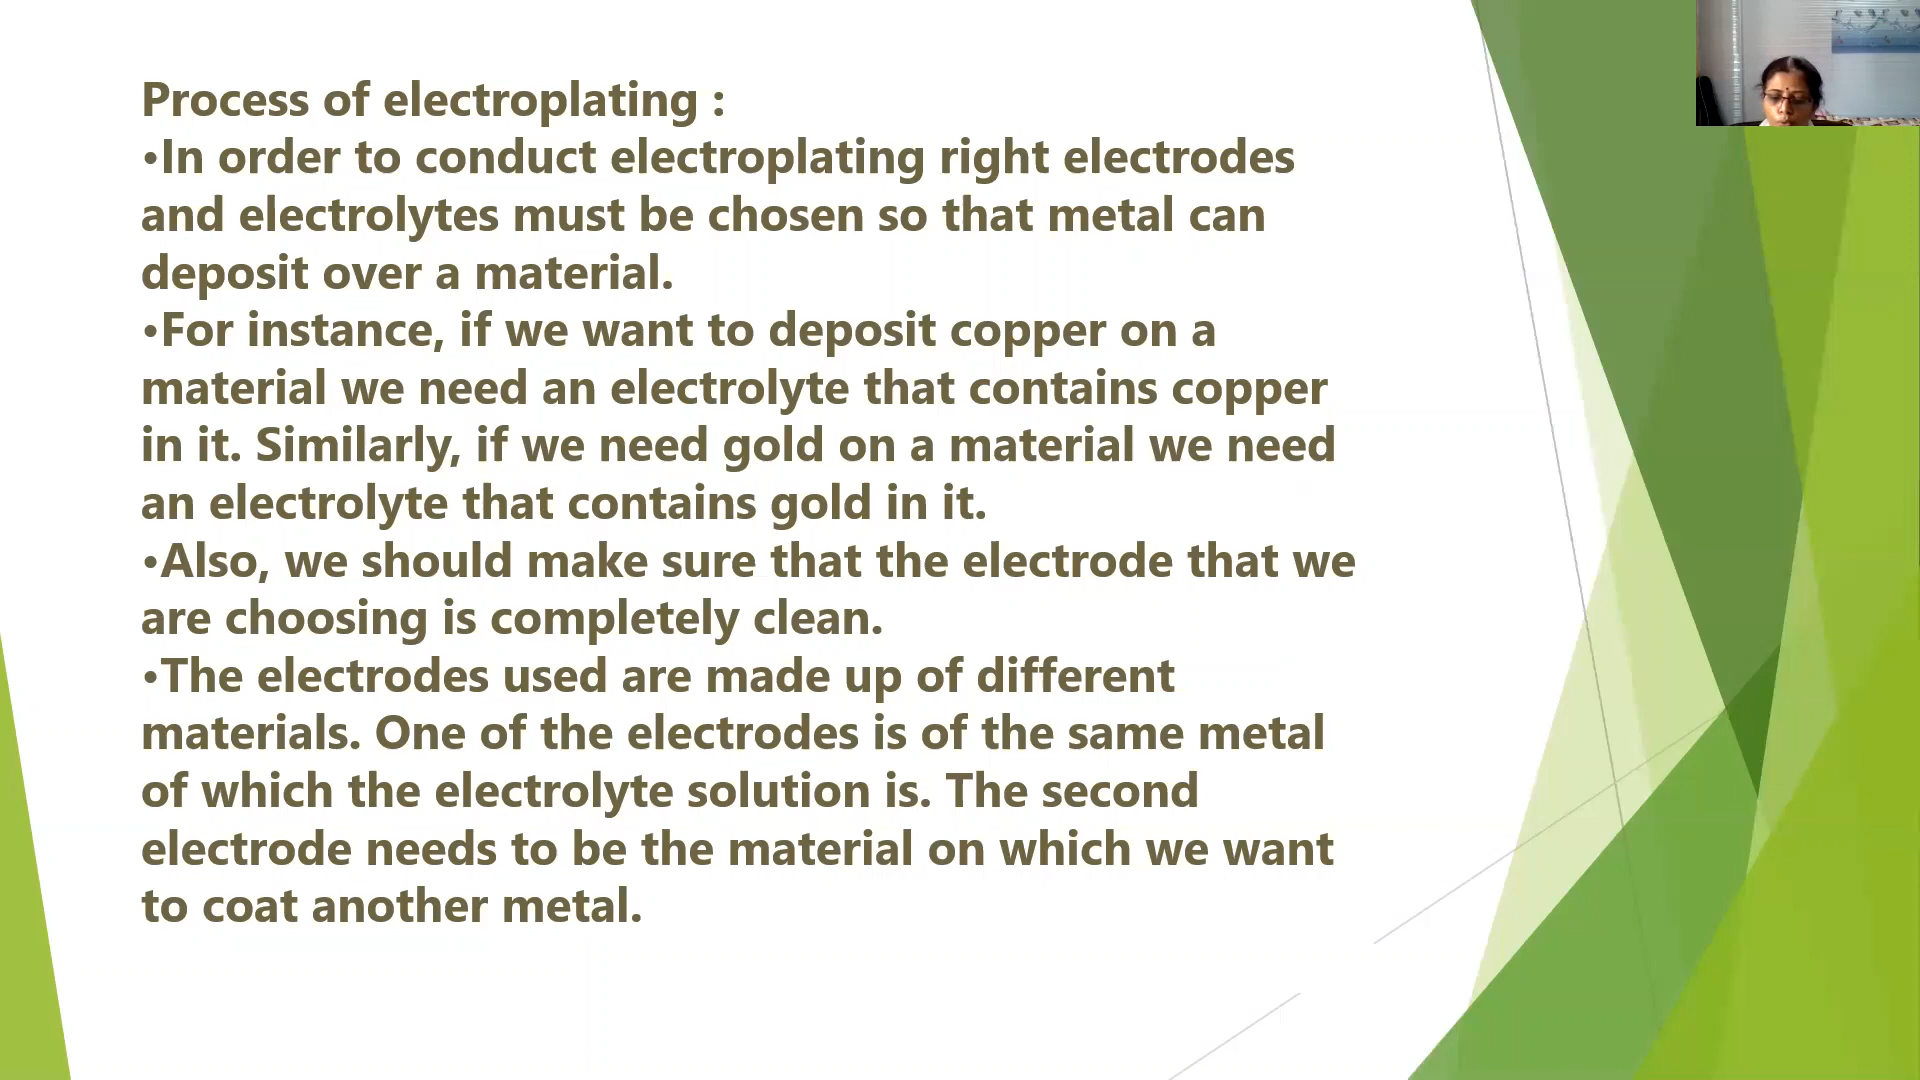 Process of electroplating :
•In order to conduct electroplating right electrodes
and electrolytes must be chosen so that metal can
deposit over a material.
•For instance, if we want to deposit copper on a
material we need an electrolyte that contains copper
in it. Similarly, if we need gold on a material we need
an electrolyte that contains gold in it.
•Also, we should make sure that the electrode that we
are choosing is completely clean.
•The electrodes used are made up of different
materials. One of the electrodes is of the same metal
of which the electrolyte solution is. The second
electrode needs to be the material on which we want
to coat another metal.